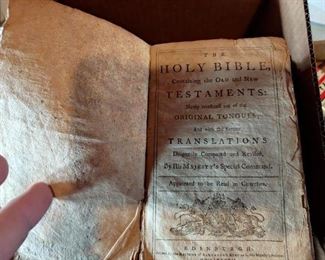 THE
HOLY BIBLE,
Containing the OLD and NEW
TESTAMENTS:
Newly translated out of the
ORIGINAL TONGUES;
And with the former
TRANSLATIONS
Diligently Compared and Revised,
By His MAJESTY's Special Command.
Appointed to be Read in Churches.
EDINBURGH: